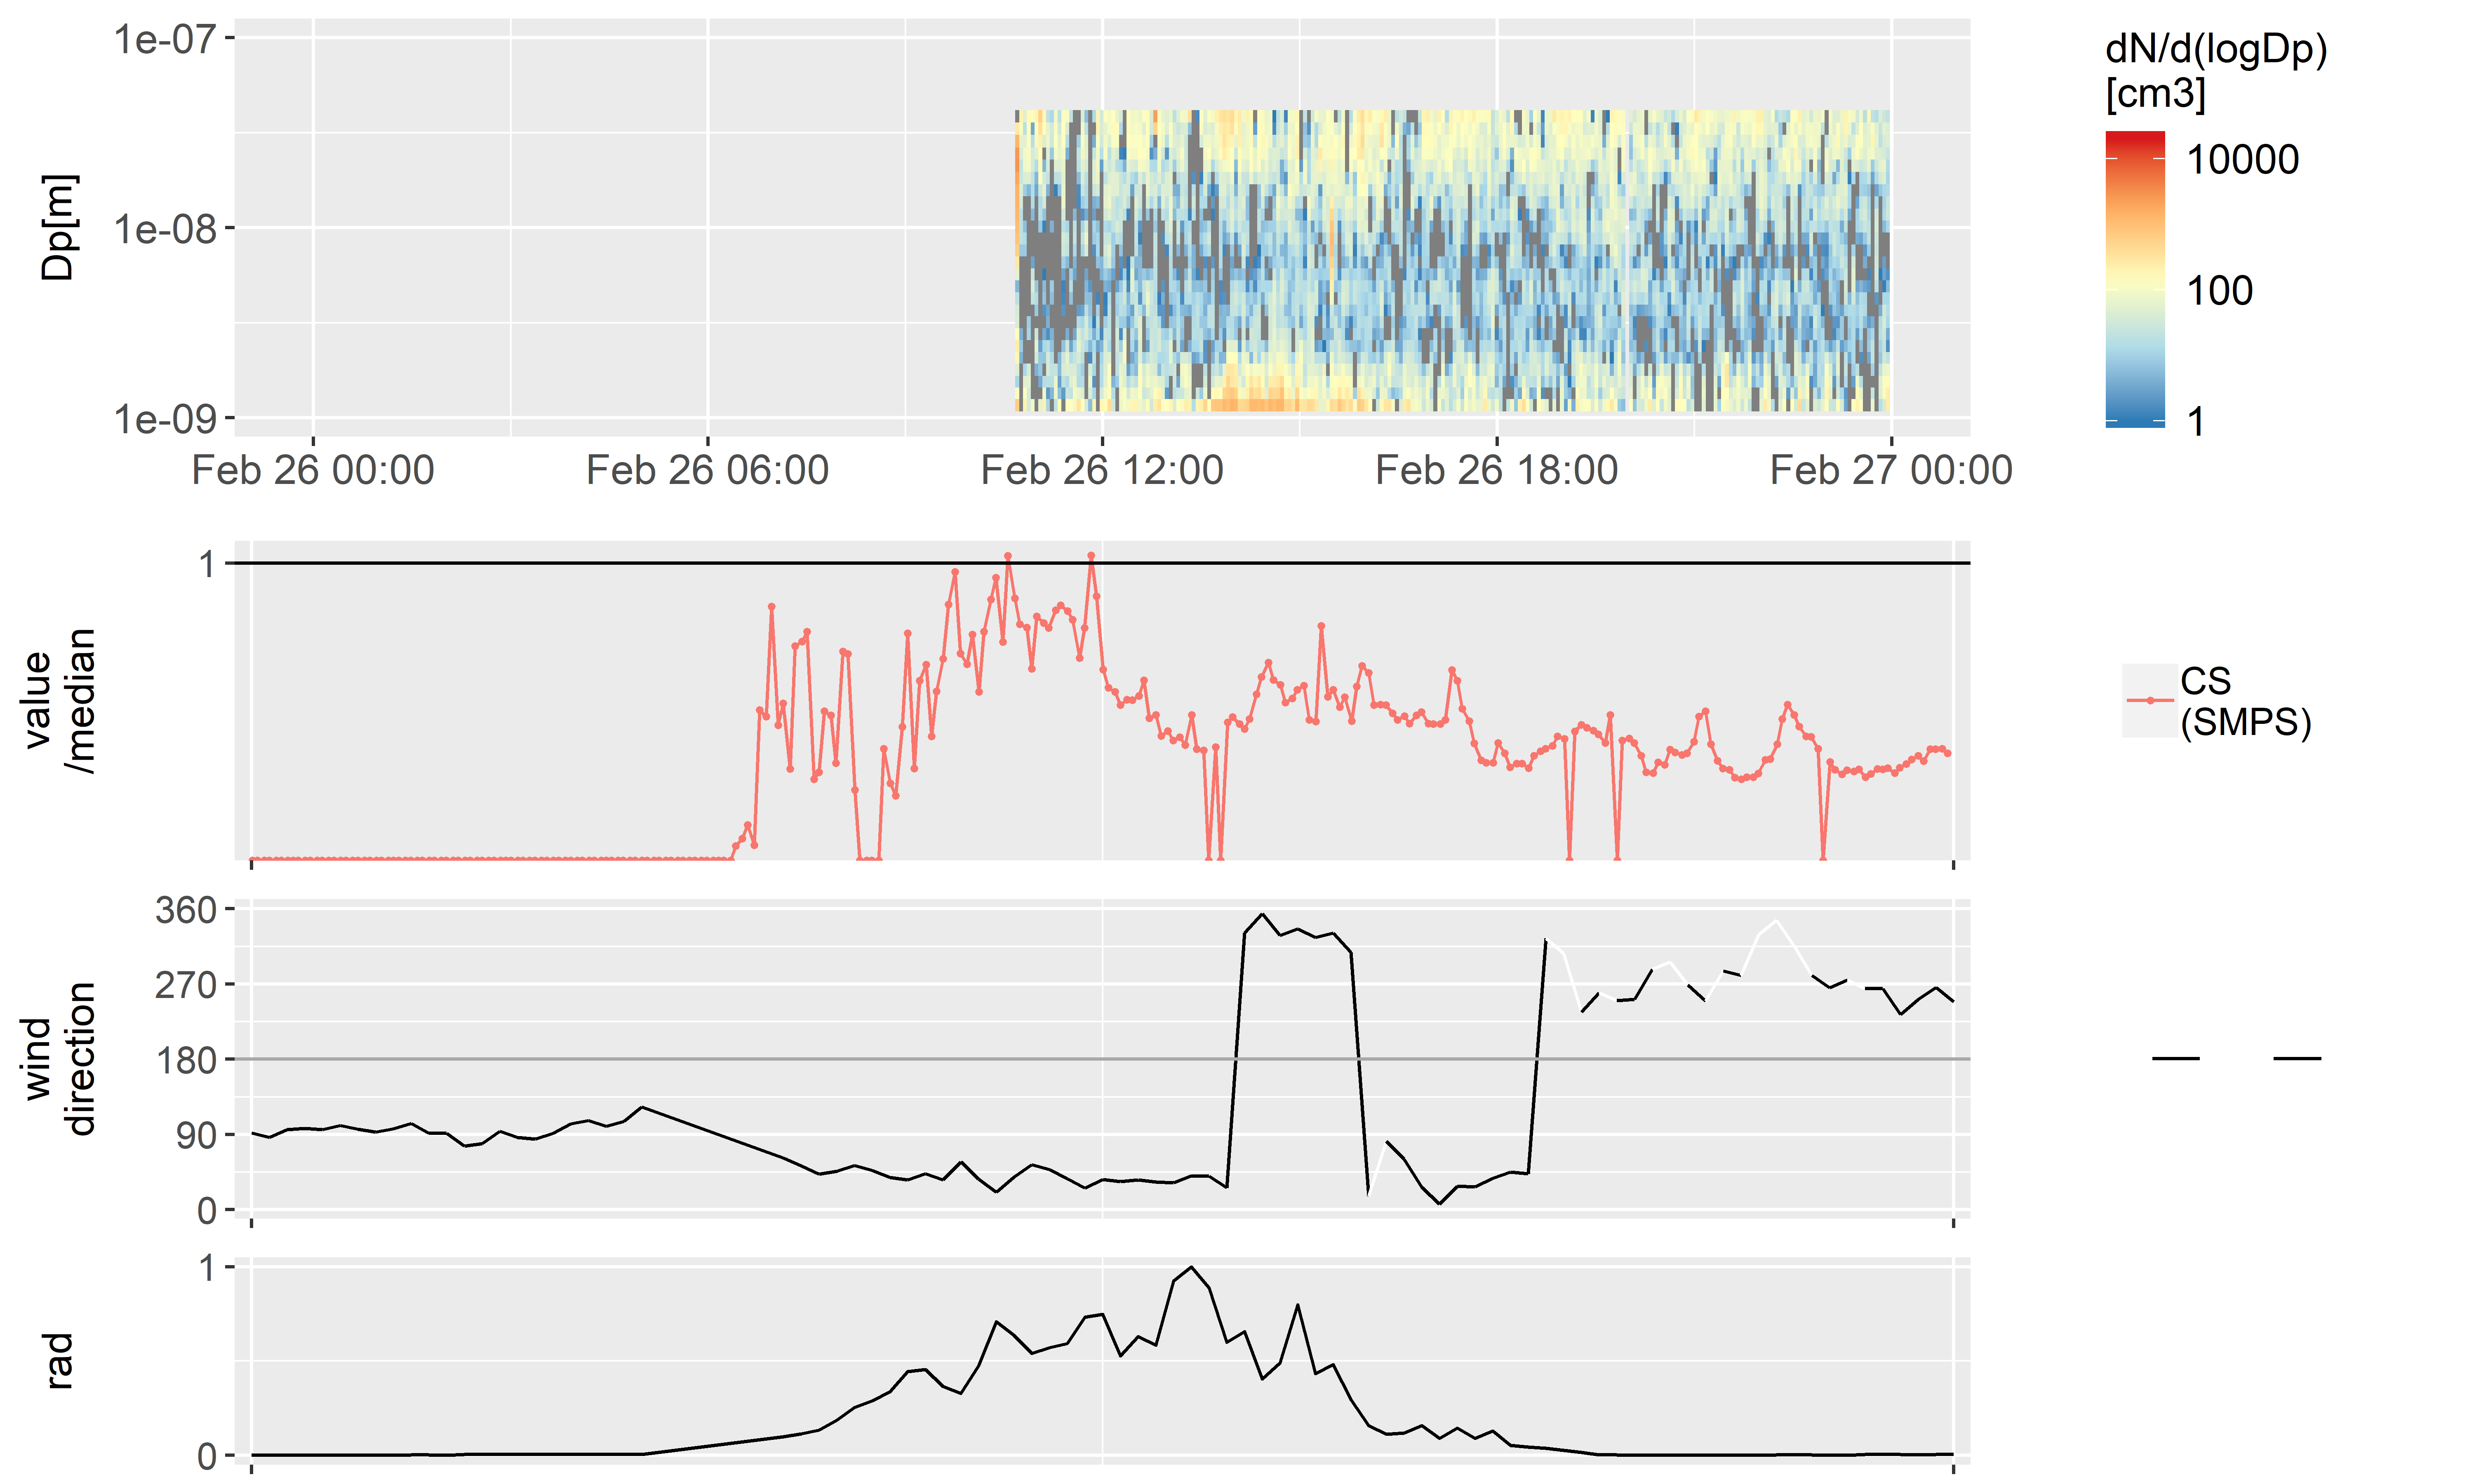 1e-07
1e-08
1e-09
Dp[m]
Feb 26 00:00
Feb 26 06:00
Feb 26 12:00
Feb 26 18:00
Feb 27 00:00
dN/d(logDp)
[cm3]
10000
100
1
1
value
/median
CS
(SMPS)
360
270
180
90
0
wind
direction
1
0
rad